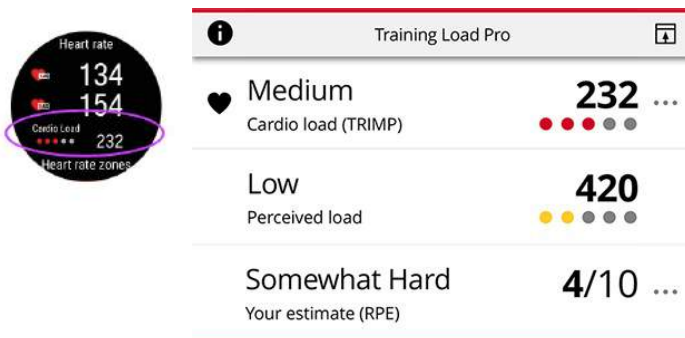 Heart rate
134
154
Cardio Load
232
Heart rate zones
Training Load Pro
Medium
232
Cardio load (TRIMP)
Low
420
Perceived load
Somewhat Hard
4/10
Your estimate (RPE)